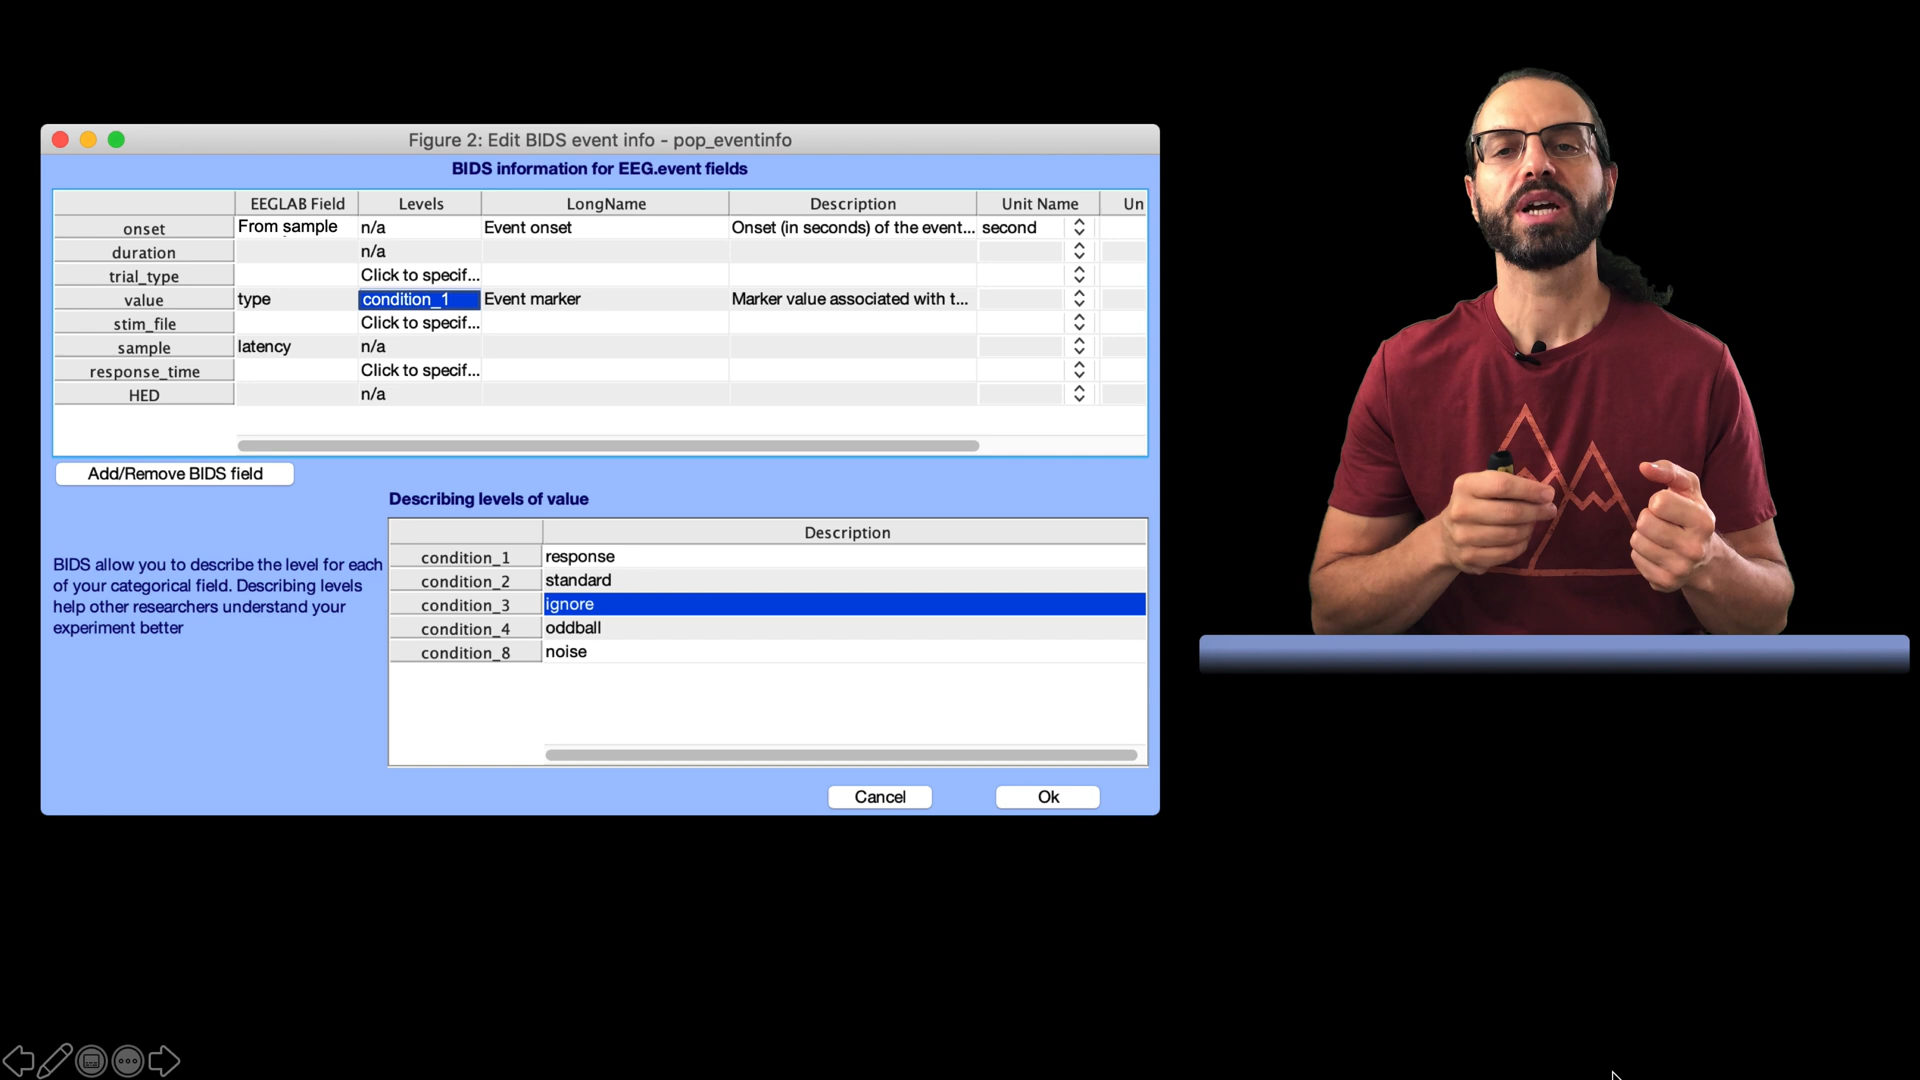 Figure 2: Edit BIDS event info - pop_eventinfo
BIDS information for EEG.event fields
EEGLAB Field Levels LongName Description Unit Name Un
onset From sample n/a Event onset Onset (in seconds) of the event... second
duration n/a
trial_type Click to specif...
value type condition_1 Event marker Marker value associated with t...
stim_file Click to specif...
sample latency n/a
response_time Click to specif...
HED n/a
Add/Remove BIDS field
Describing levels of value
Description
condition_1 response
condition_2 standard
condition_3 ignore
condition_4 oddball
condition_8 noise
BIDS allow you to describe the level for each
of your categorical field. Describing levels
help other researchers understand your
experiment better
Cancel Ok